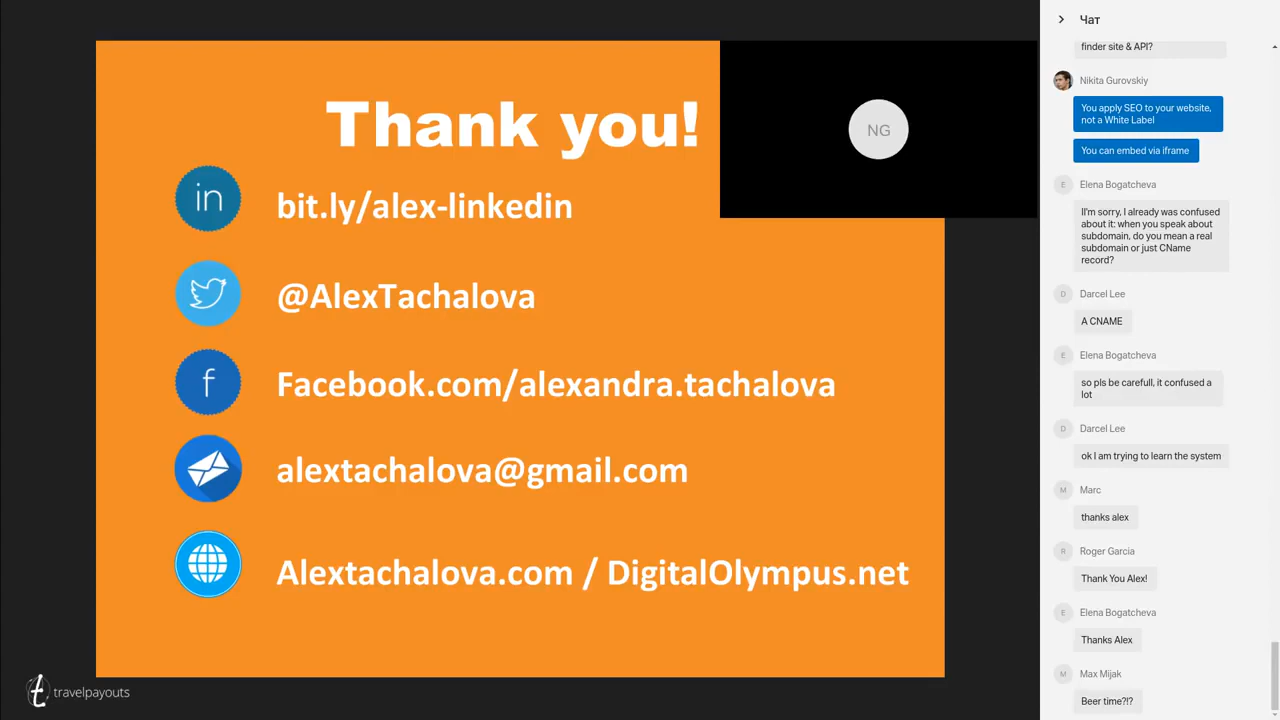 Thank you!
bit.ly/alex-linkedin
@AlexTachalova
Facebook.com/alexandra.tachalova
alextachalova@gmail.com
Alextachalova.com / DigitalOlympus.net
travelpayouts
NG
Чат
finder site & API?
Nikita Gurovskiy
You apply SEO to your website,
not a White Label
You can embed via iframe
E
Elena Bogatcheva
II'm sorry, I already was confused
about it: when you speak about
subdomain, do you mean a real
subdomain or just CName
record?
D
Darcel Lee
A CNAME
E
Elena Bogatcheva
so pls be carefull, it confused a
lot
D
Darcel Lee
ok I am trying to learn the system
M
Marc
thanks alex
R
Roger Garcia
Thank You Alex!
E
Elena Bogatcheva
Thanks Alex
M
Max Mijak
Beer time?!?